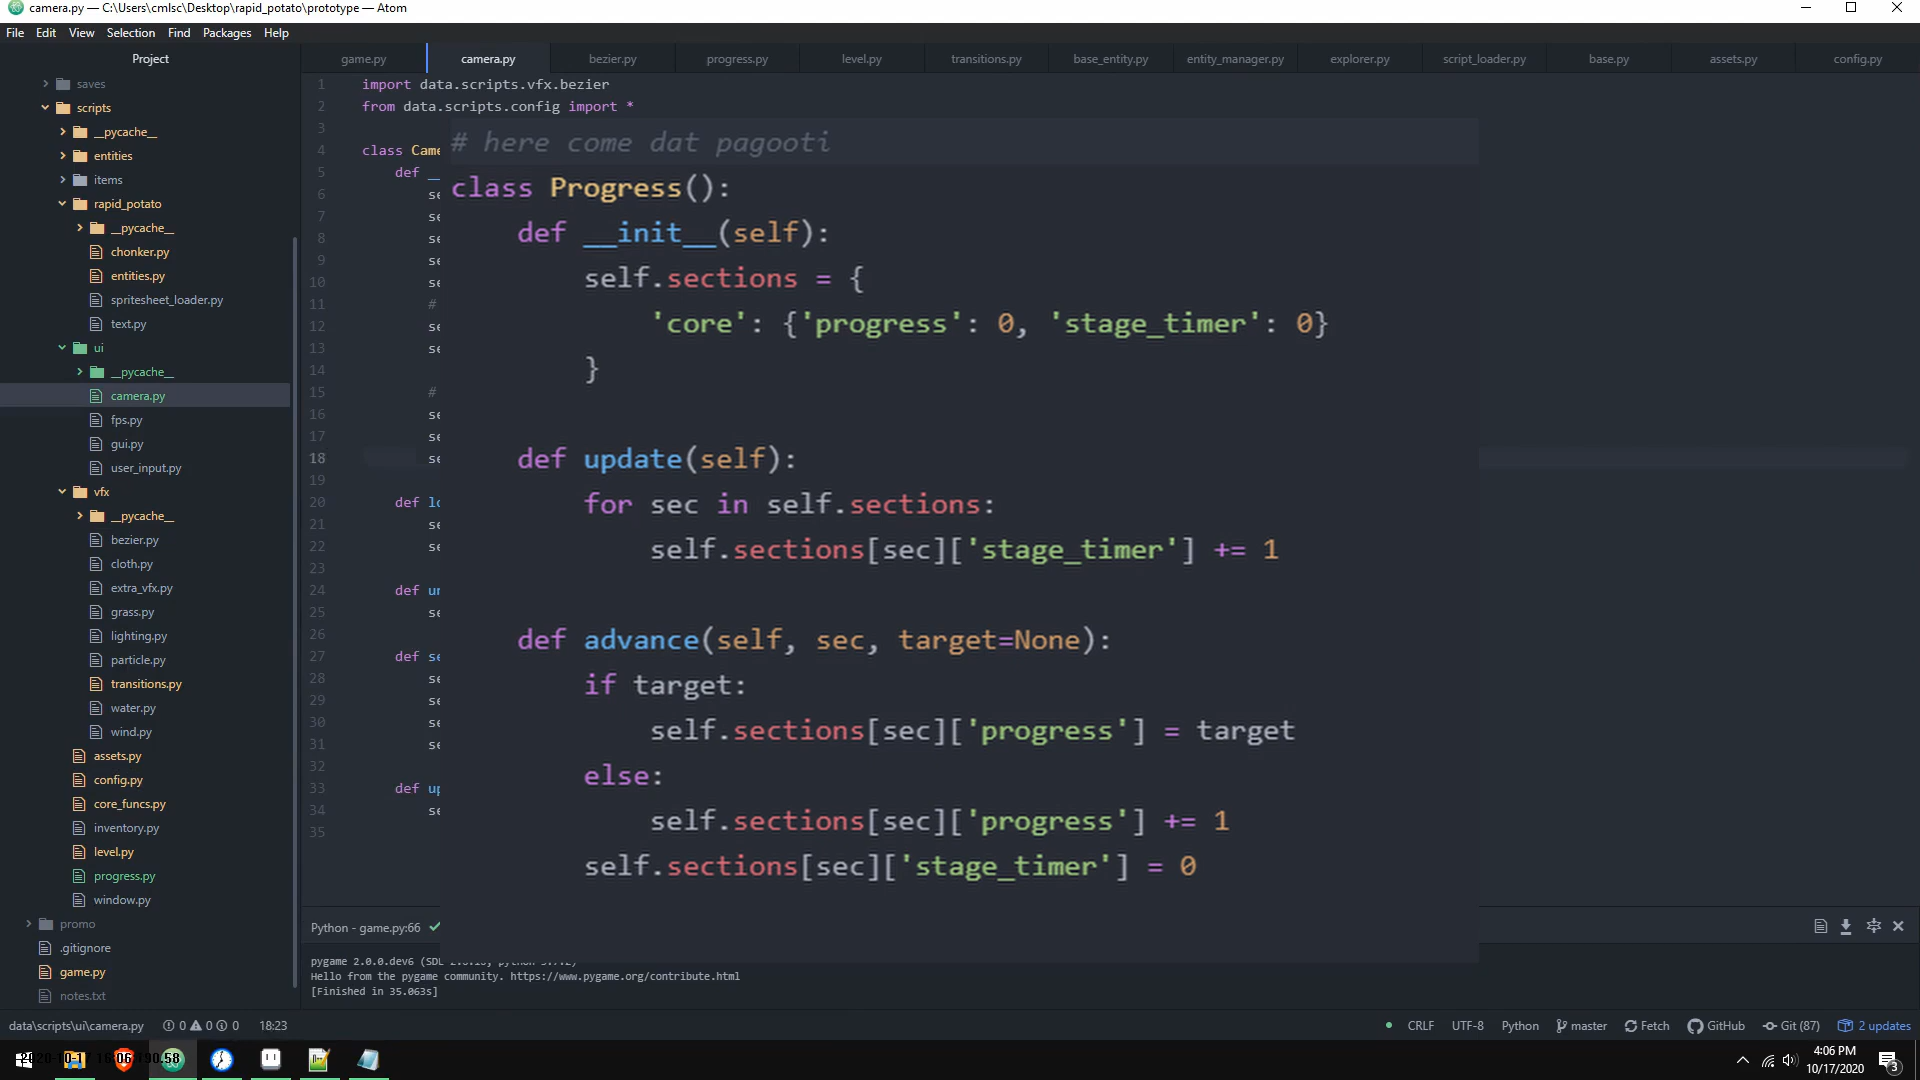 camera.py — C:\Users\cmlsc\Desktop\rapid_potato\prototype — Atom
File Edit View Selection Find Packages Help
Project
game.py camera.py bezier.py progress.py level.py transitions.py base_entity.py entity_manager.py explorer.py script_loader.py base.py assets.py config.py
saves
scripts
__pycache__
entities
items
rapid_potato
__pycache__
chonker.py
entities.py
spritesheet_loader.py
text.py
ui
__pycache__
camera.py
fps.py
gui.py
user_input.py
vfx
__pycache__
bezier.py
cloth.py
extra_vfx.py
grass.py
lighting.py
particle.py
transitions.py
water.py
wind.py
assets.py
config.py
core_funcs.py
inventory.py
level.py
progress.py
window.py
promo
.gitignore
game.py
notes.txt
1 import data.scripts.vfx.bezier
2 from data.scripts.config import *
3
4 class Came
5 def __
6 se
7 se
8 se
9 se
10 se
11 #
12 se
13 se
14
15 #
16 se
17 se
18 se
19
20 def lo
21 se
22 se
23
24 def un
25 se
26
27 def se
28 se
29 se
30 se
31 se
32
33 def up
34 se
35
# here come dat pagooti
class Progress():
def __init__(self):
self.sections = {
'core': {'progress': 0, 'stage_timer': 0}
}
def update(self):
for sec in self.sections:
self.sections[sec]['stage_timer'] += 1
def advance(self, sec, target=None):
if target:
self.sections[sec]['progress'] = target
else:
self.sections[sec]['progress'] += 1
self.sections[sec]['stage_timer'] = 0
Python - game.py:66
pygame 2.0.0.dev6 (SDL
Hello from the pygame community. https://www.pygame.org/contribute.html
[Finished in 35.063s]
data\scripts\ui\camera.py 0 0 0 18:23
CRLF UTF-8 Python master Fetch GitHub Git (87) 2 updates
4:06 PM
10/17/2020
3